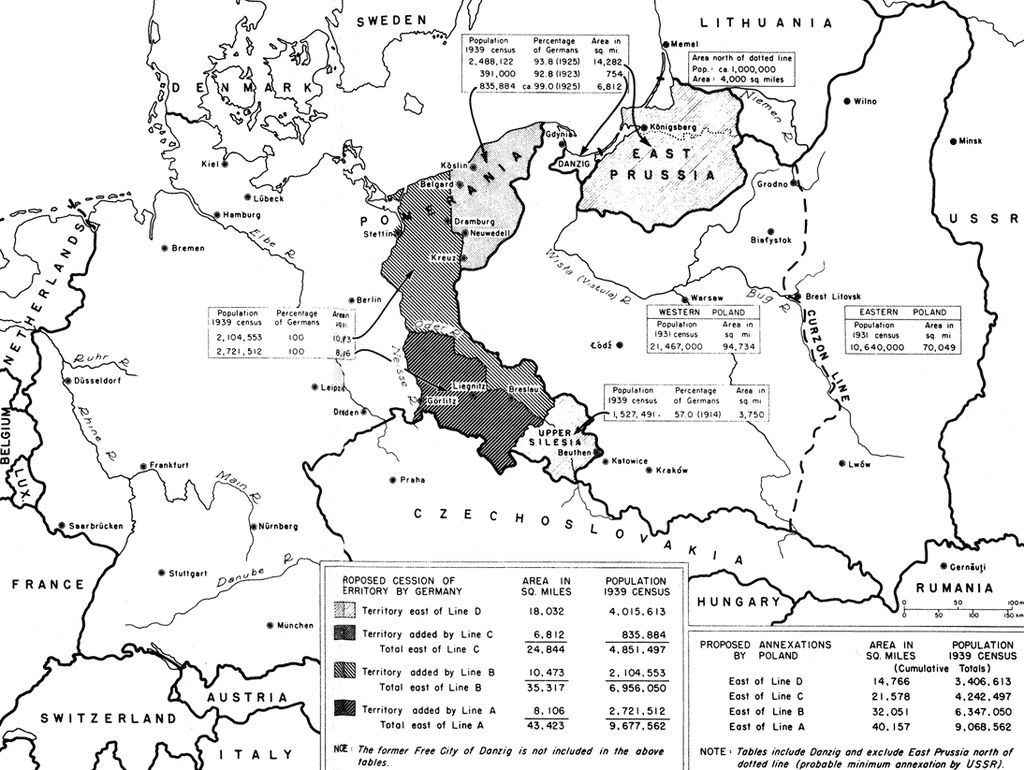 SWEDEN
LITHUANIA
Memel
Population Percentage Area in
1939 census of Germans sq. mi.
2,488,122 93.8 (1925) 14,282
391,000 92.8 (1923) 754
835,884 ca. 99.0 (1925) 6,812
Area north of dotted line
Pop.: ca. 1,000,000
Area: 4,000 sq miles
DENMARK
Niemen R.
Wilno
Minsk
Kiel
Gdynia
Königsberg
DANZIG
EAST
PRUSSIA
Köslin
Belgard
POMERANIA
Grodno
Lübeck
Hamburg
Dramburg
Stettin
Neuwedell
USSR
Bremen
Elbe R.
Białystok
Kreuz
Wisła (Vistula) R.
NETHERLANDS
Berlin
Warsaw
Bug R.
Brest Litovsk
Population Percentage Area in
1939 census of Germans
2,104,553 100
2,721,512 100
WESTERN POLAND
Population Area in
1931 census sq. mi.
21,467,000 94,734
EASTERN POLAND
Population Area in
1931 census sq. mi.
10,640,000 70,049
CURZON LINE
Oder R.
Łódź
Ruhr R.
Düsseldorf
Neisse R.
Leipzig
Liegnitz
Breslau
Görlitz
Population Percentage Area in
1939 census of Germans sq. mi
1,527,491. 57.0 (1914) 3,750
Dresden
Rhine R.
BELGIUM
UPPER
SILESIA
Beuthen
Katowice
Kraków
Lwów
LUX.
Frankfurt
Main R.
Praha
Saarbrücken
Nürnberg
CZECHOSLOVAKIA
FRANCE
Stuttgart
Danube R.
Cernăuţi
RUMANIA
HUNGARY
0 50 100 m
0 50 100 150 km
München
AUSTRIA
SWITZERLAND
ITALY
ROPOSED CESSION OF AREA IN POPULATION
ERRITORY BY GERMANY SQ. MILES 1939 CENSUS
Territory east of Line D 18,032 4,015,613
Territory added by Line C 6,812 835,884
Total east of Line C 24,844 4,851,497
Territory added by Line B 10,473 2,104,553
Total east of Line B 35,317 6,956,050
Territory added by Line A 8,106 2,721,512
Total east of Line A 43,423 9,677,562
NOTE: The former Free City of Danzig is not included in the above
tables.
PROPOSED ANNEXATIONS AREA IN POPULATION
BY POLAND SQ. MILES 1939 CENSUS
(Cumulative Totals)
East of Line D 14,766 3,406,613
East of Line C 21,578 4,242,497
East of Line B 32,051 6,347,050
East of Line A 40,157 9,068,562
NOTE: Tables include Danzig and exclude East Prussia north of
dotted line (probable minimum annexation by USSR).